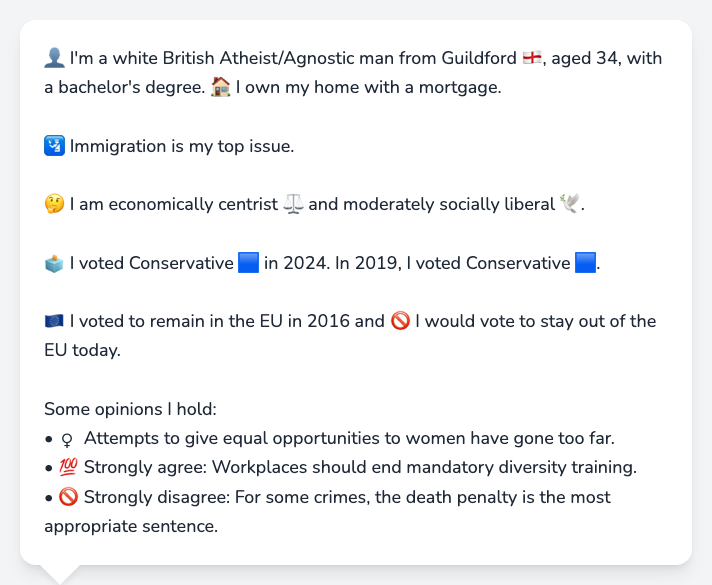 👤 I'm a white British Atheist/Agnostic man from Guildford 🏴󠁧󠁢󠁥󠁮󠁧󠁿, aged 34, with
a bachelor's degree. 🏠 I own my home with a mortgage.
🛂 Immigration is my top issue.
🤔 I am economically centrist ⚖️ and moderately socially liberal 🕊️.
🗳️ I voted Conservative 🟦 in 2024. In 2019, I voted Conservative 🟦.
🇪🇺 I voted to remain in the EU in 2016 and 🚫 I would vote to stay out of the
EU today.
Some opinions I hold:
• ♀ Attempts to give equal opportunities to women have gone too far.
• 💯 Strongly agree: Workplaces should end mandatory diversity training.
• 🚫 Strongly disagree: For some crimes, the death penalty is the most
appropriate sentence.